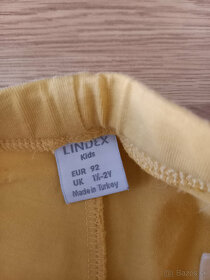 LINDEX
Kids
EUR 92
UK 1½-2Y
Made in Turkey